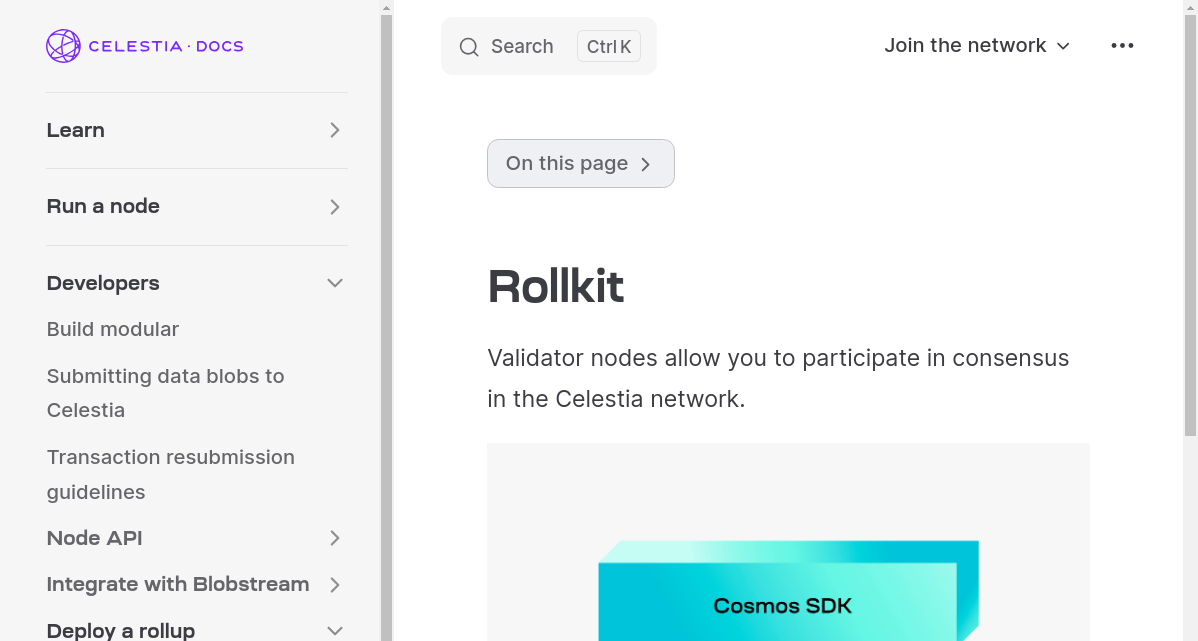 CELESTIA · DOCS
Learn
Run a node
Developers
Build modular
Submitting data blobs to
Celestia
Transaction resubmission
guidelines
Node API
Integrate with Blobstream
Deploy a rollup
Search
Ctrl K
Join the network
On this page
Rollkit
Validator nodes allow you to participate in consensus
in the Celestia network.
Cosmos SDK